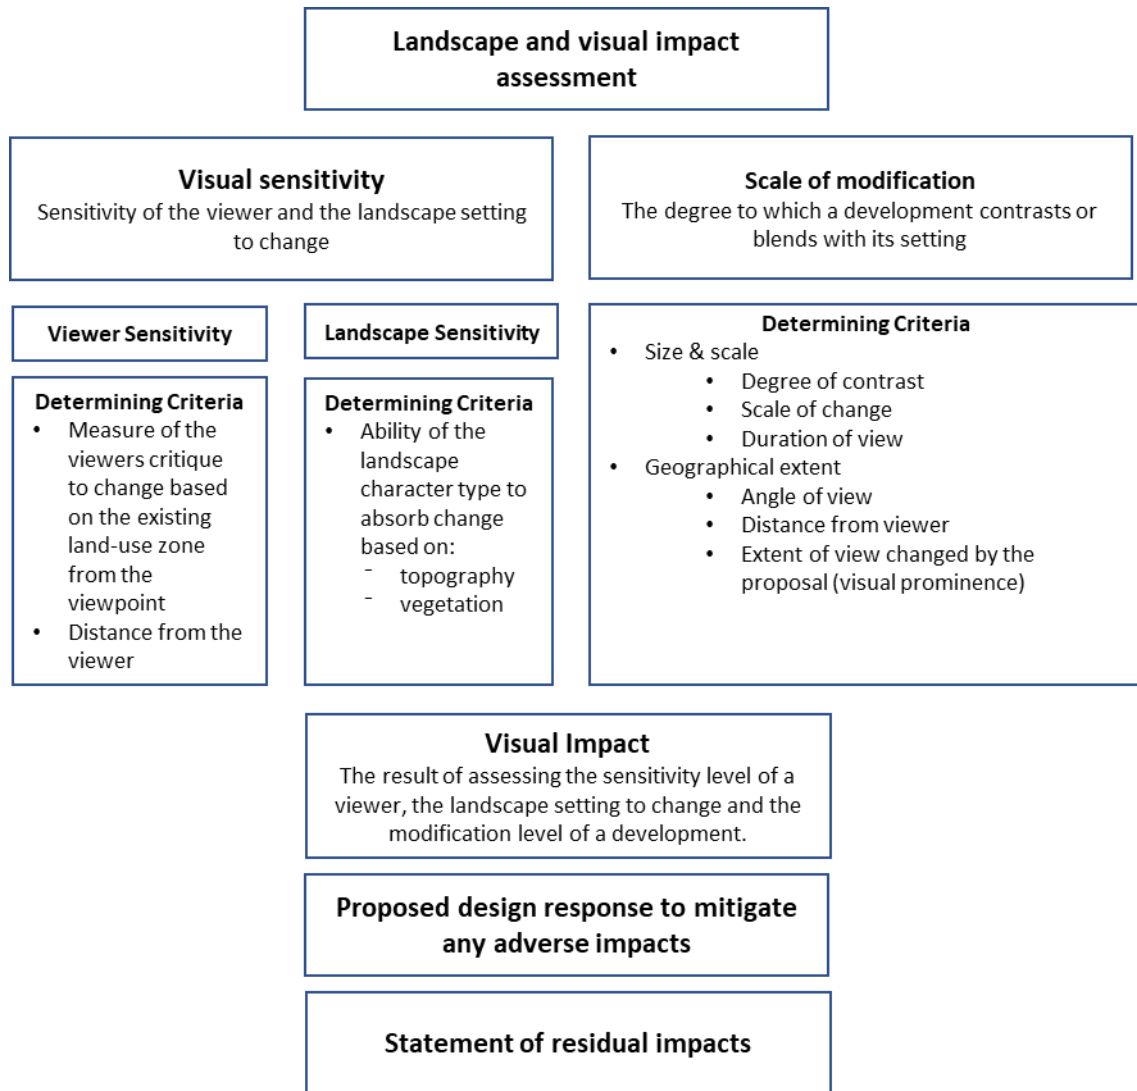 Landscape and visual impact
assessment
Visual sensitivity
Sensitivity of the viewer and the landscape setting
to change
Scale of modification
The degree to which a development contrasts or
blends with its setting
Viewer Sensitivity
Landscape Sensitivity
Determining Criteria
• Measure of the
viewers critique
to change based
on the existing
land-use zone
from the
viewpoint
• Distance from the
viewer
Determining Criteria
• Ability of the
landscape
character type to
absorb change
based on:
- topography
- vegetation
Determining Criteria
• Size & scale
• Degree of contrast
• Scale of change
• Duration of view
• Geographical extent
• Angle of view
• Distance from viewer
• Extent of view changed by the
proposal (visual prominence)
Visual Impact
The result of assessing the sensitivity level of a
viewer, the landscape setting to change and the
modification level of a development.
Proposed design response to mitigate
any adverse impacts
Statement of residual impacts